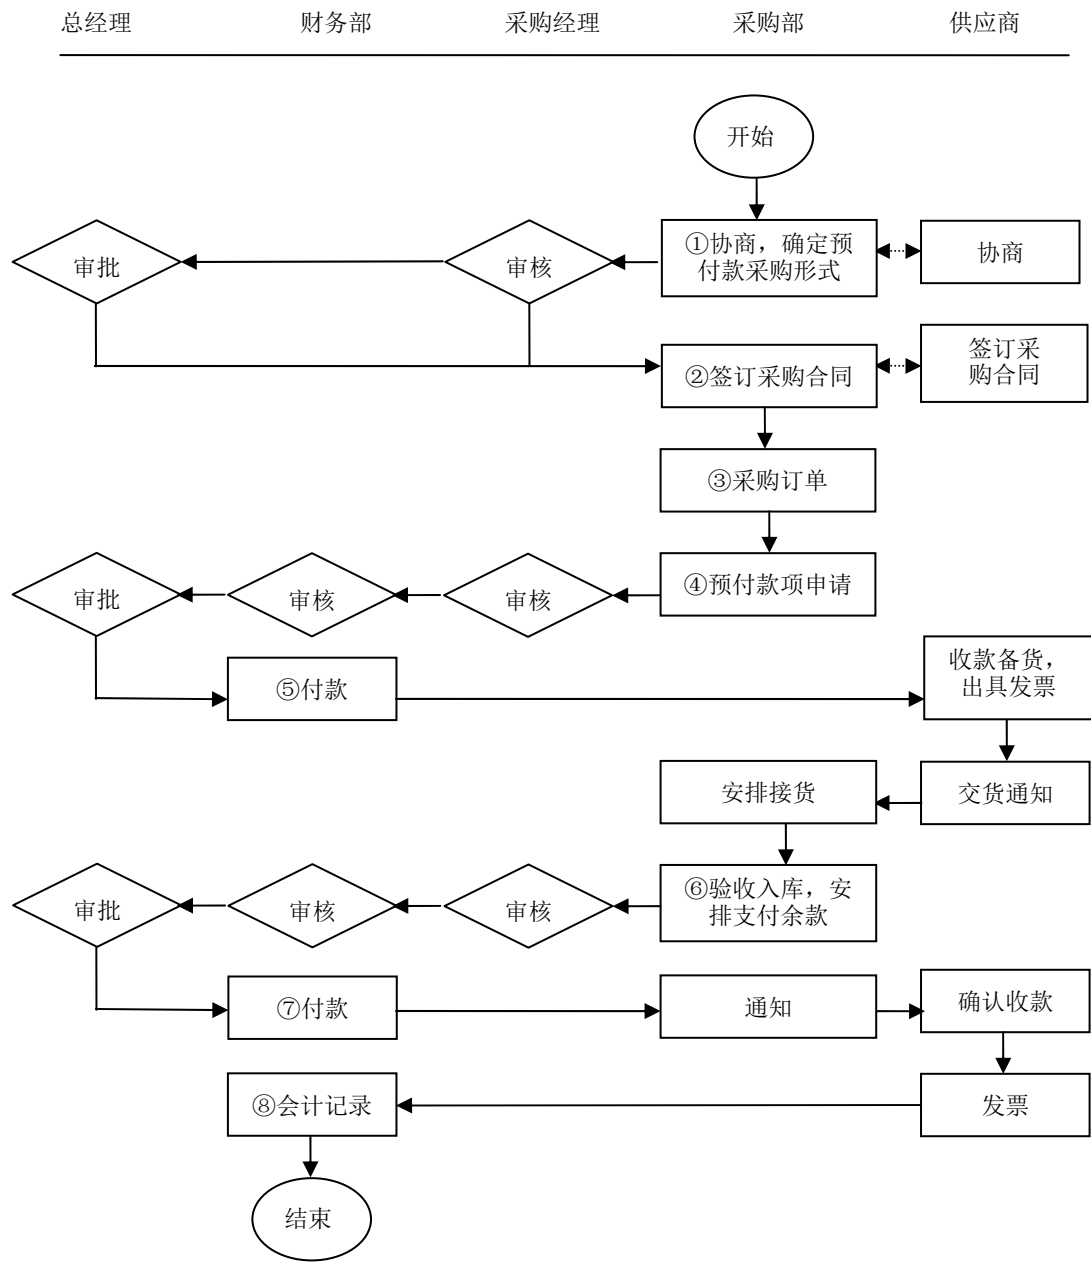 总经理 财务部 采购经理 采购部 供应商
开始
①协商，确定预
付款采购形式
协商
审核
审批
②签订采购合同
签订采
购合同
③采购订单
④预付款项申请
审核
审核
审批
⑤付款
收款备货，
出具发票
交货通知
安排接货
⑥验收入库，安
排支付余款
审核
审核
审批
⑦付款
通知
确认收款
发票
⑧会计记录
结束